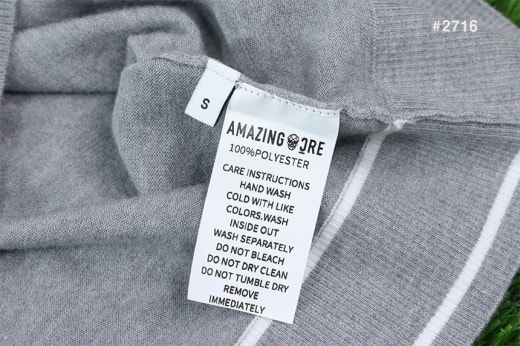 #2716
S
AMAZING CORE
100%POLYESTER
CARE INSTRUCTIONS
HAND WASH
COLD WITH LIKE
COLORS.WASH
INSIDE OUT
WASH SEPARATELY
DO NOT BLEACH
DO NOT DRY CLEAN
DO NOT TUMBLE DRY
REMOVE
IMMEDIATELY